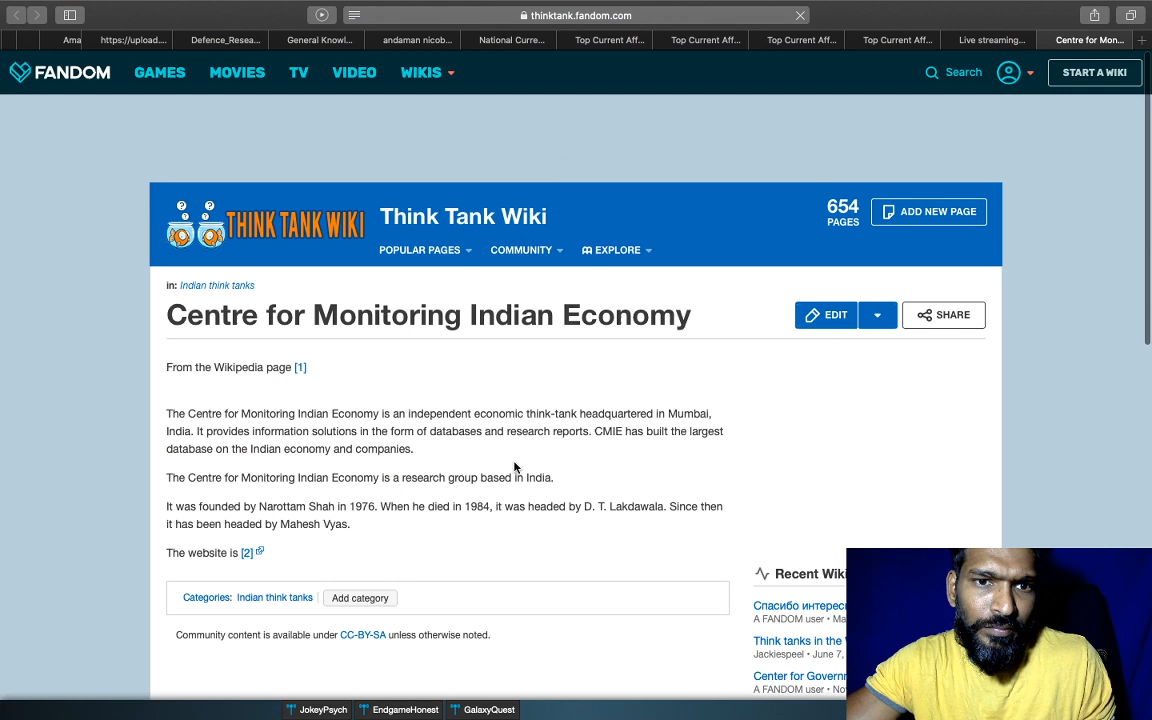 thinktank.fandom.com
Ama
https://upload....
Defence_Resea...
General Knowl...
andaman nicob...
National Curre...
Top Current Aff...
Top Current Aff...
Top Current Aff...
Top Current Aff...
Live streaming...
Centre for Mon...
FANDOM
GAMES
MOVIES
TV
VIDEO
WIKIS
Search
START A WIKI
THINK TANK WIKI
Think Tank Wiki
654
PAGES
ADD NEW PAGE
POPULAR PAGES
COMMUNITY
EXPLORE
in: Indian think tanks
Centre for Monitoring Indian Economy
EDIT
SHARE
From the Wikipedia page [1]
The Centre for Monitoring Indian Economy is an independent economic think-tank headquartered in Mumbai,
India. It provides information solutions in the form of databases and research reports. CMIE has built the largest
database on the Indian economy and companies.
The Centre for Monitoring Indian Economy is a research group based in India.
It was founded by Narottam Shah in 1976. When he died in 1984, it was headed by D. T. Lakdawala. Since then
it has been headed by Mahesh Vyas.
The website is [2]
Categories: Indian think tanks
Add category
Community content is available under CC-BY-SA unless otherwise noted.
Recent Wiki
Спасибо интерес
A FANDOM user • Ma
Think tanks in the
Jackiespeel • June 7,
Center for Govern
A FANDOM user • No
JokeyPsych
EndgameHonest
GalaxyQuest